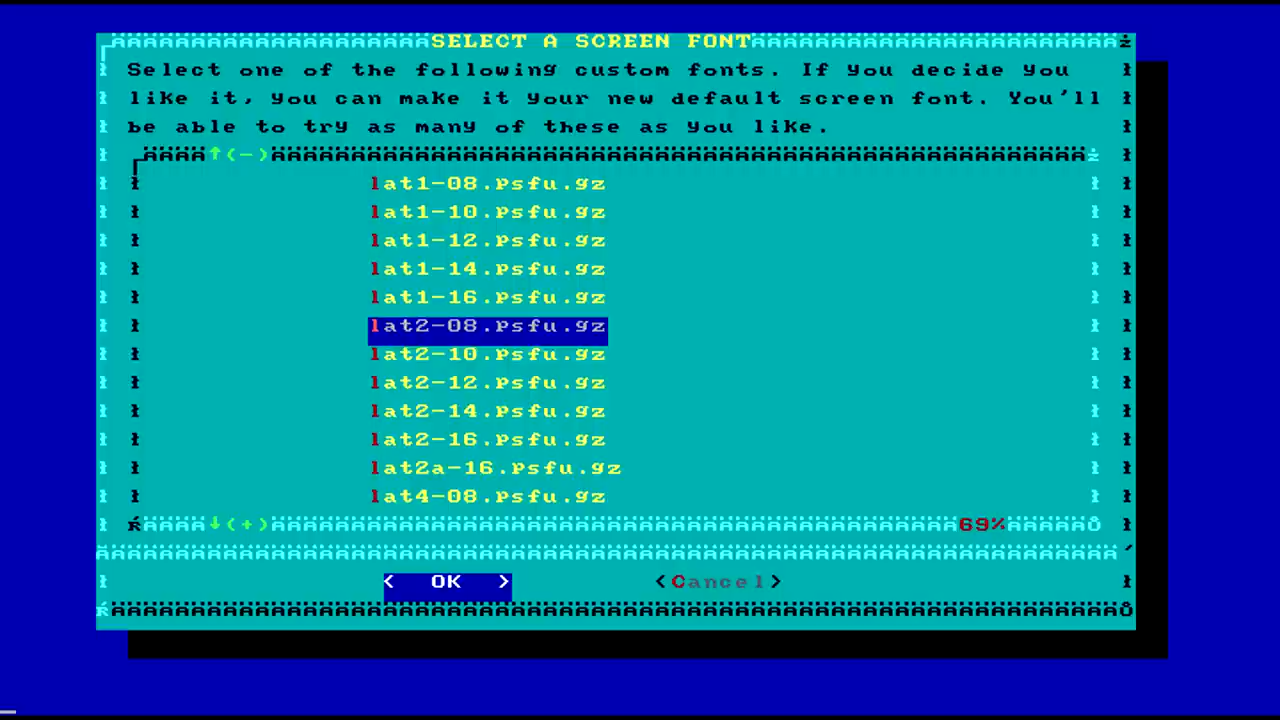 SELECT A SCREEN FONT
Select one of the following custom fonts. If you decide you
like it, you can make it your new default screen font. You'll
be able to try as many of these as you like.
↑(-)
lat1-08.psfu.gz
lat1-10.psfu.gz
lat1-12.psfu.gz
lat1-14.psfu.gz
lat1-16.psfu.gz
lat2-08.psfu.gz
lat2-10.psfu.gz
lat2-12.psfu.gz
lat2-14.psfu.gz
lat2-16.psfu.gz
lat2a-16.psfu.gz
lat4-08.psfu.gz
↓(+) 69%
< OK > <Cancel>